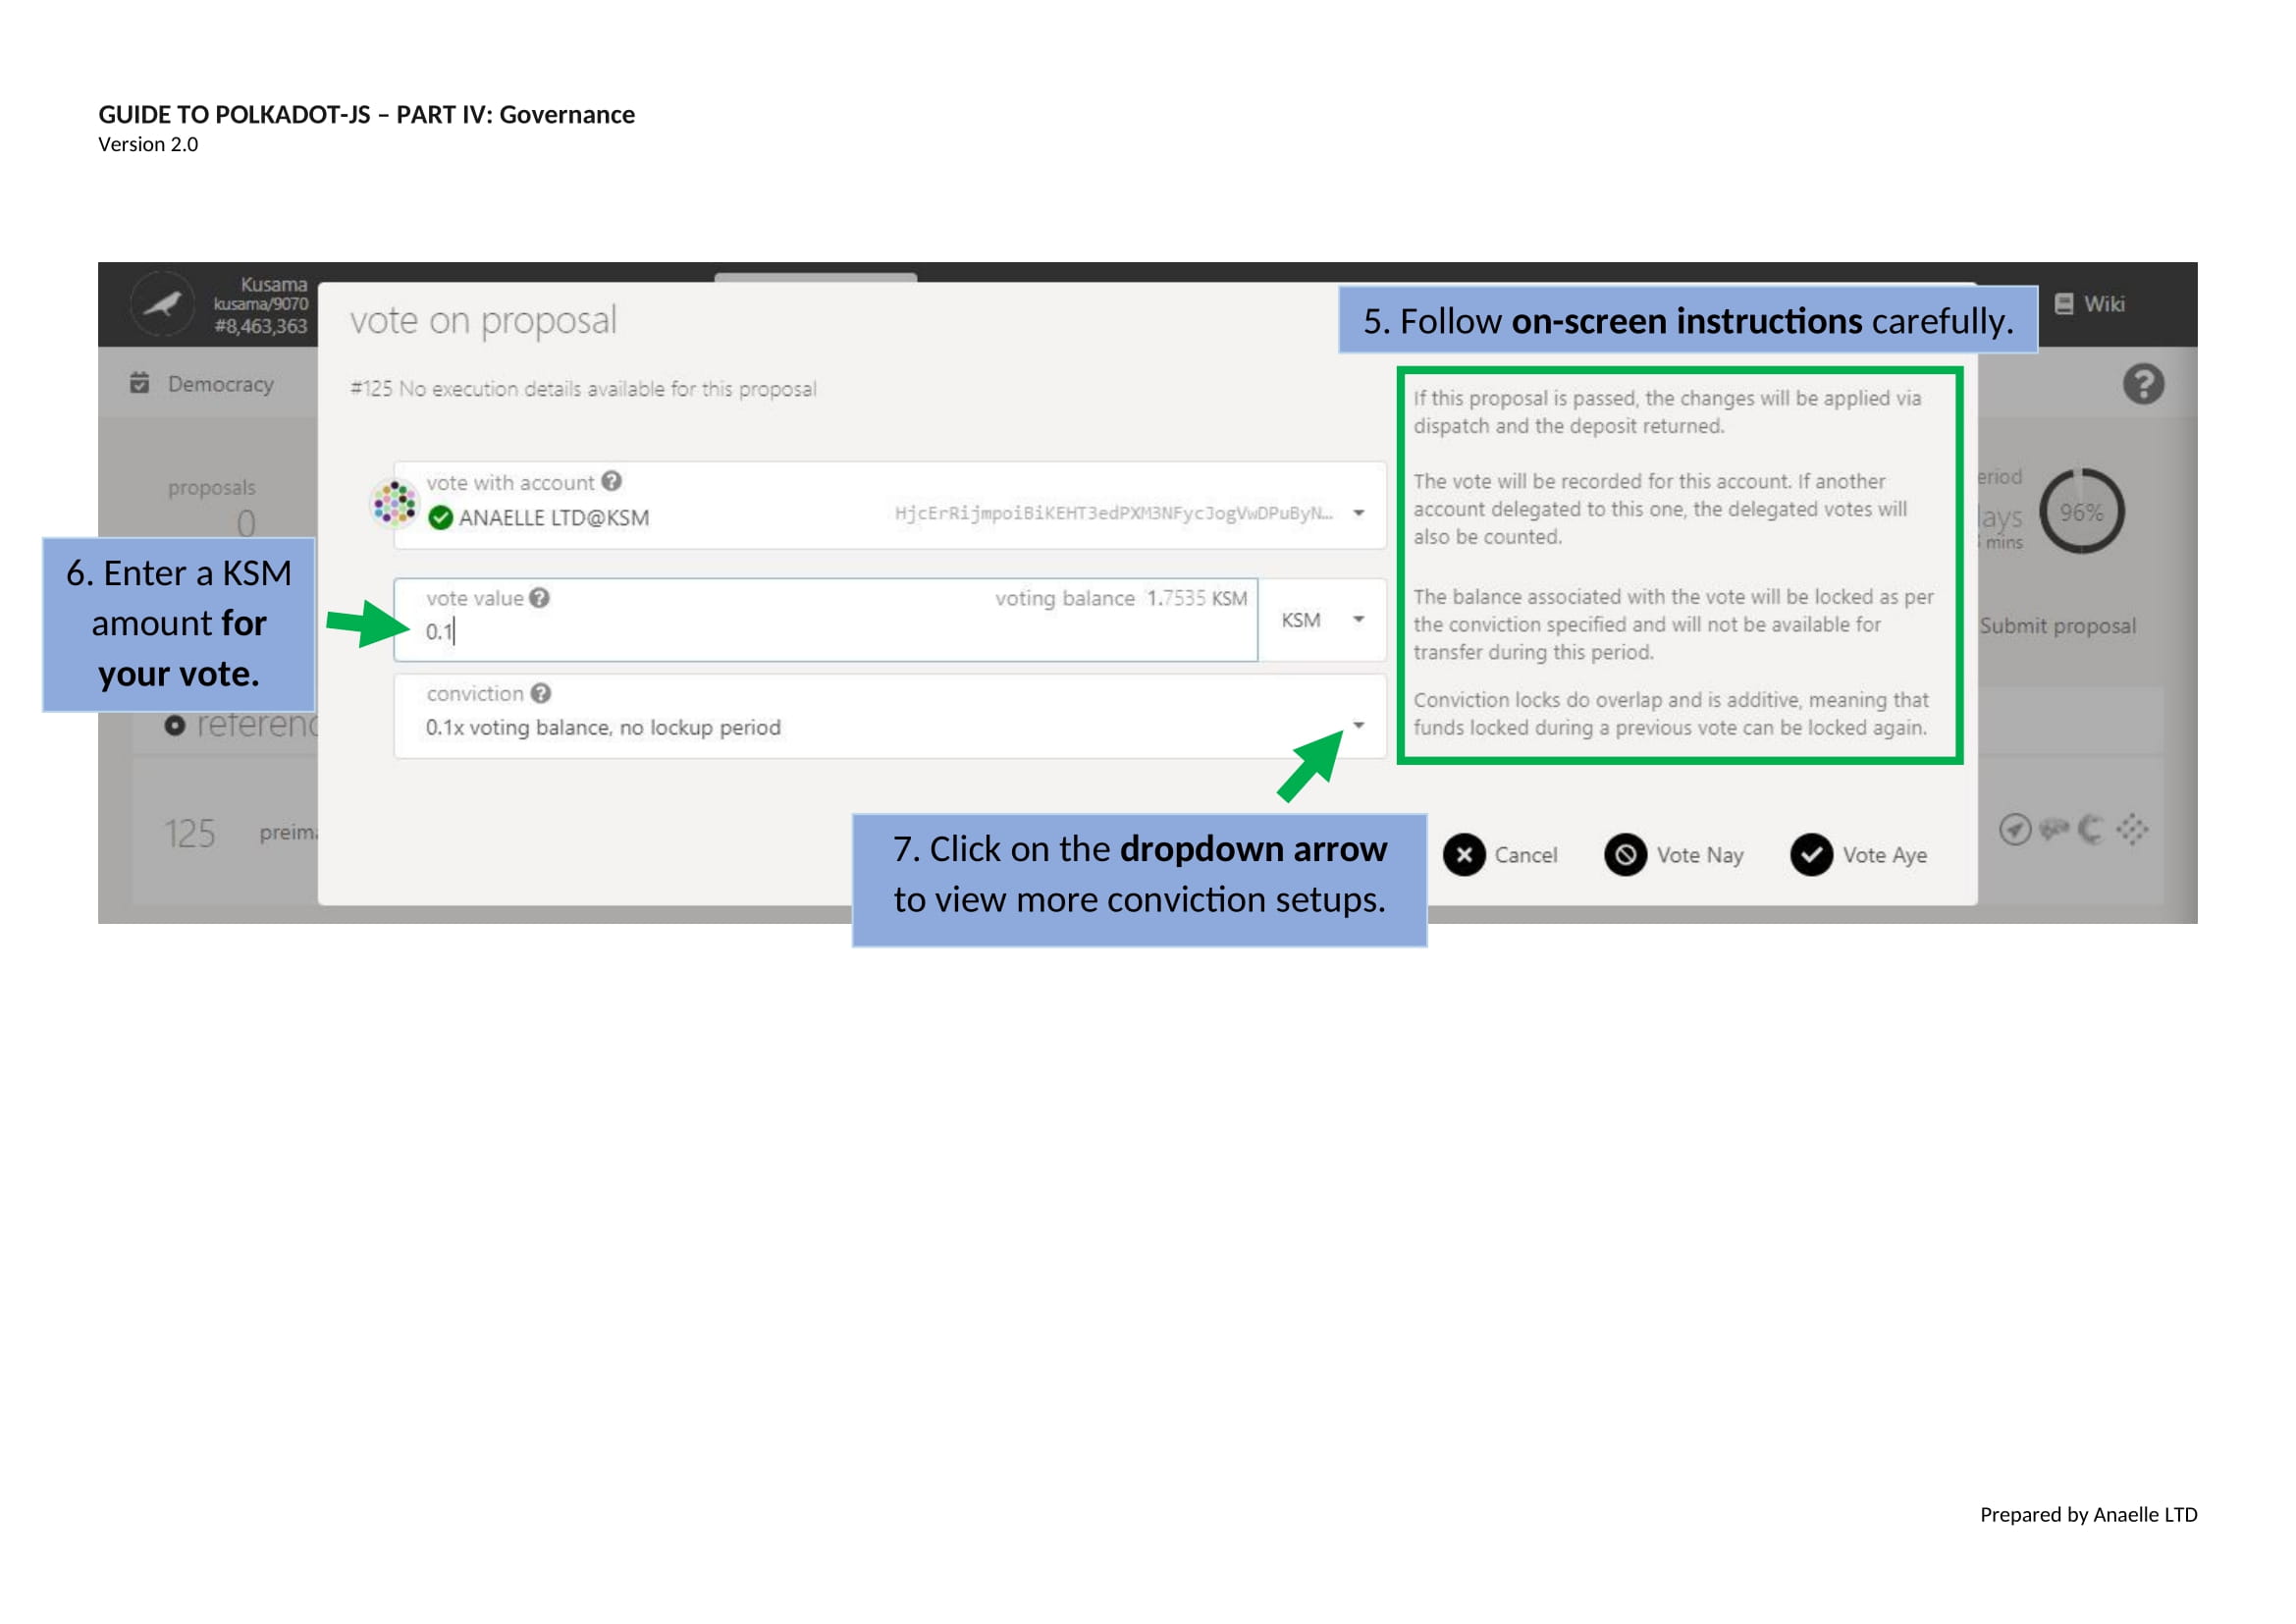 GUIDE TO POLKADOT-JS – PART IV: Governance
Version 2.0
Kusama
kusama/9070
#8,463,363
vote on proposal
5. Follow on-screen instructions carefully.
Wiki
Democracy
#125 No execution details available for this proposal
If this proposal is passed, the changes will be applied via
dispatch and the deposit returned.
proposals
0
vote with account
ANAELLE LTD@KSM
HjcErRijmpoiBiKEHT3edPXM3NFycJogVwDPuByN...
The vote will be recorded for this account. If another
account delegated to this one, the delegated votes will
also be counted.
eriod
ays
mins
96%
6. Enter a KSM
amount for
your vote.
vote value
voting balance 1.7535 KSM
0.1
KSM
The balance associated with the vote will be locked as per
the conviction specified and will not be available for
transfer during this period.
Submit proposal
referenc
conviction
0.1x voting balance, no lockup period
Conviction locks do overlap and is additive, meaning that
funds locked during a previous vote can be locked again.
125
preima
7. Click on the dropdown arrow
to view more conviction setups.
Cancel
Vote Nay
Vote Aye
Prepared by Anaelle LTD